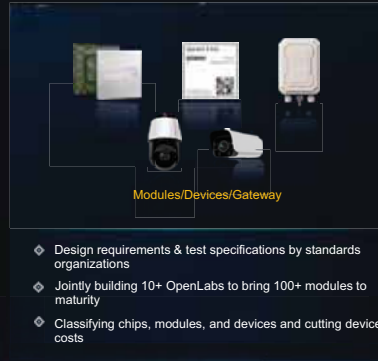 Modules/Devices/Gateway
Design requirements & test specifications by standards
organizations
Jointly building 10+ OpenLabs to bring 100+ modules to
maturity
Classifying chips, modules, and devices and cutting device
costs